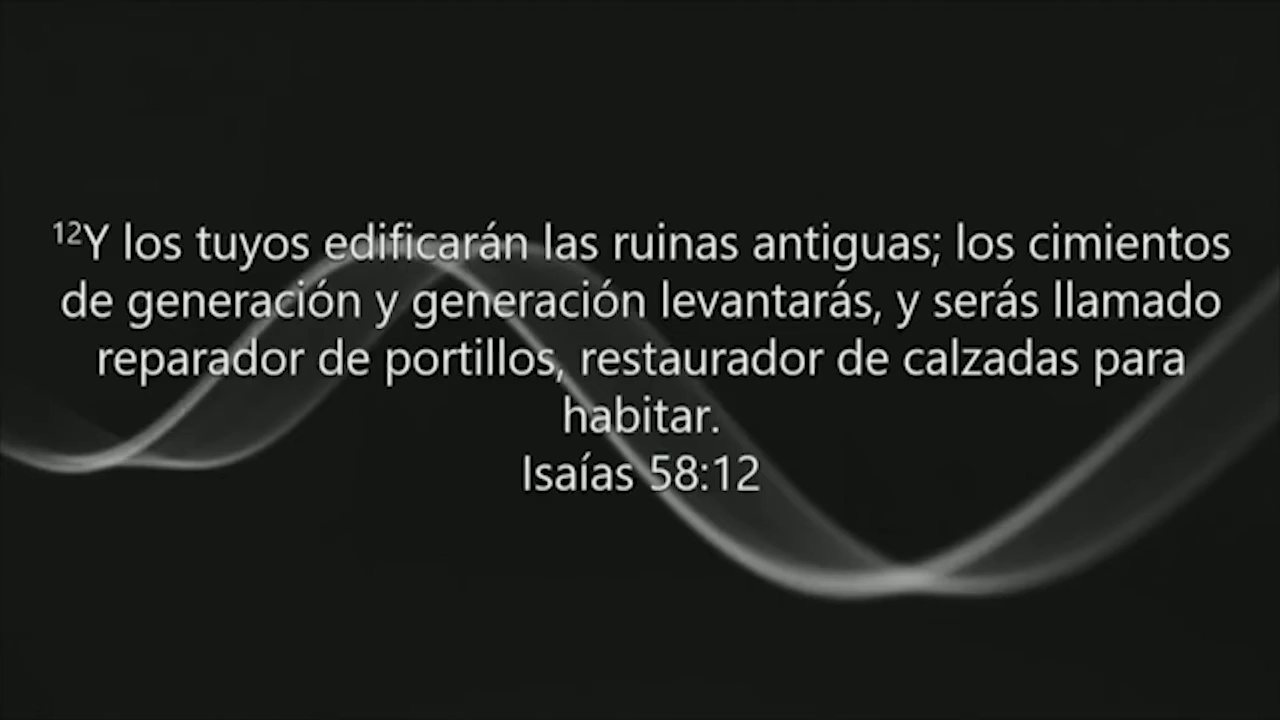 ¹²Y los tuyos edificarán las ruinas antiguas; los cimientos
de generación y generación levantarás, y serás llamado
reparador de portillos, restaurador de calzadas para
habitar.
Isaías 58:12